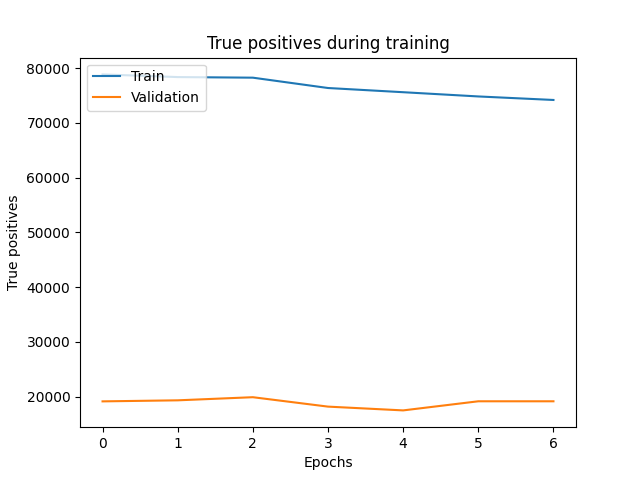 True positives during training
80000
70000
60000
50000
40000
30000
20000
True positives
Train
Validation
0 1 2 3 4 5 6
Epochs